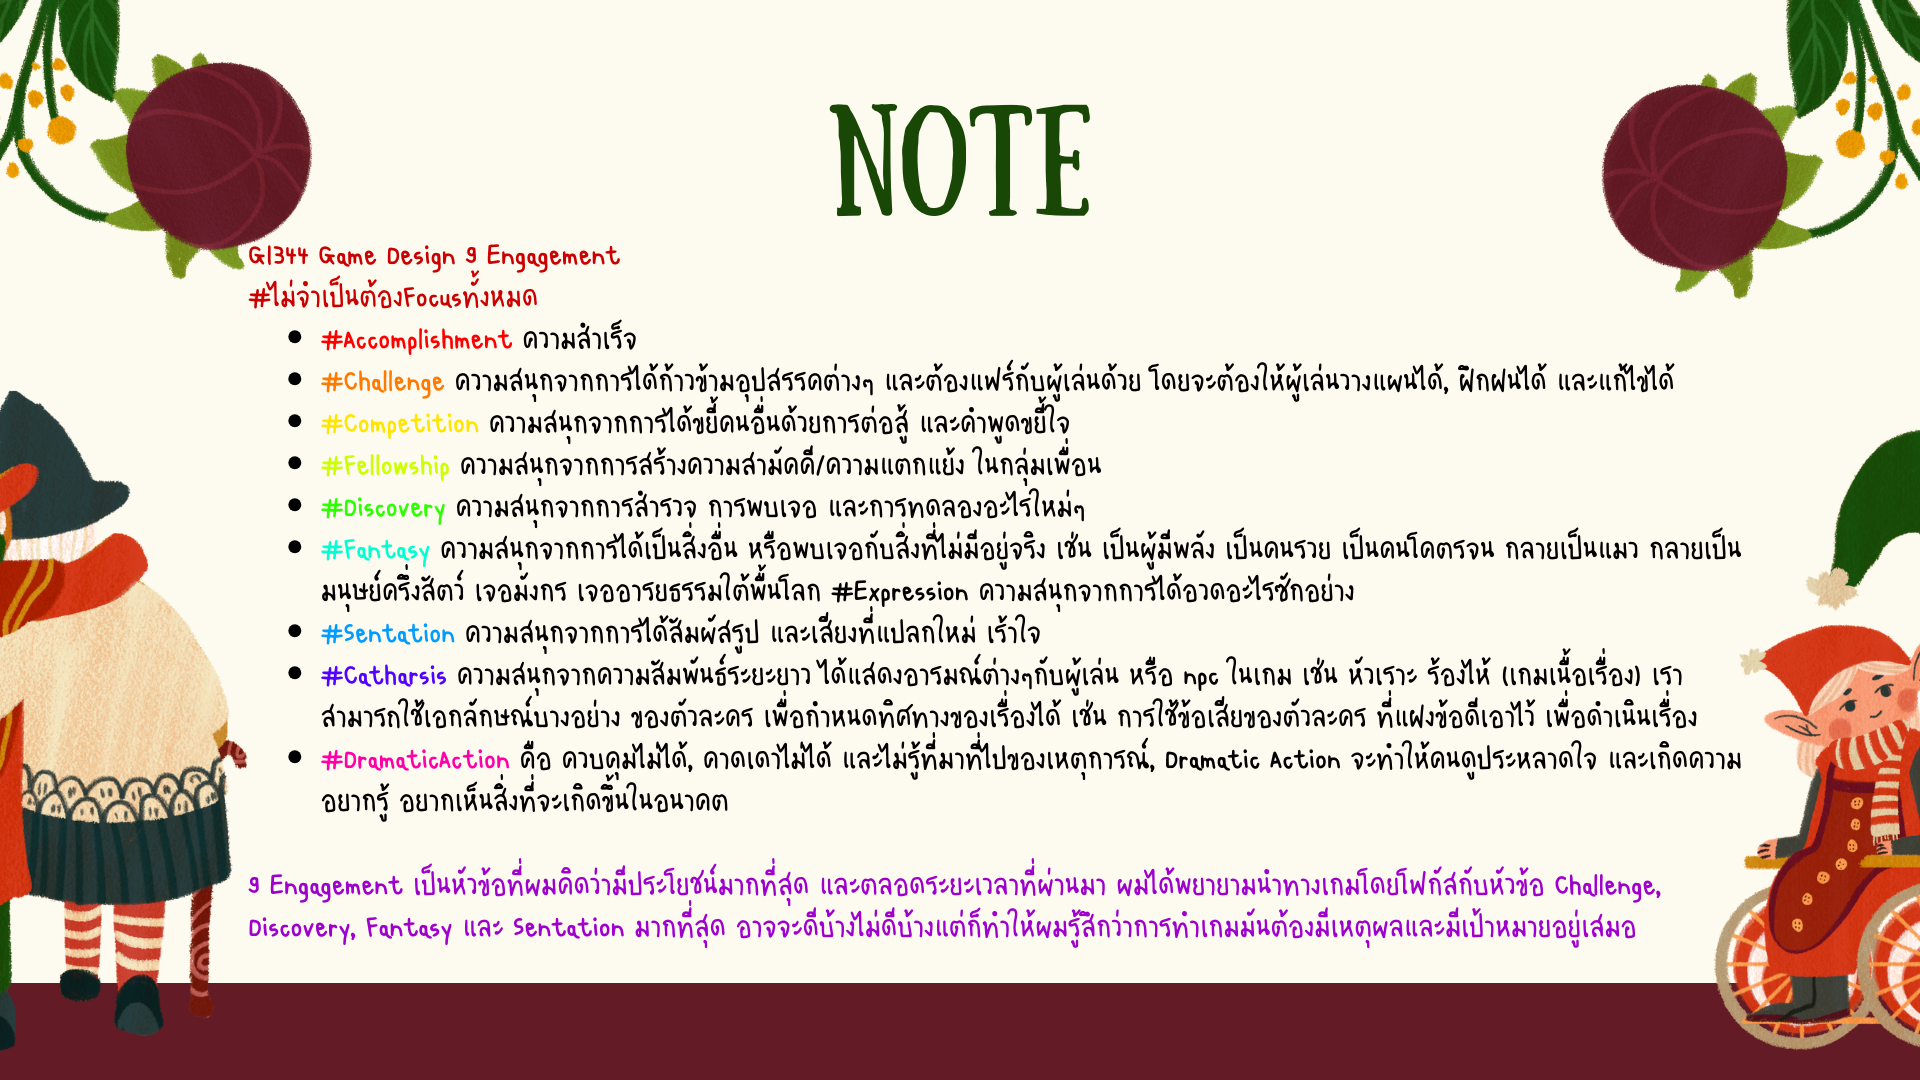 NOTE
GI344 Game Design 9 Engagement
#ไม่จำเป็นต้องFocusทั้งหมด
#Accomplishment ความสำเร็จ
#Challenge ความสนุกจากการได้ก้าวข้ามอุปสรรคต่างๆ และต้องแฟร์กับผู้เล่นด้วย โดยจะต้องให้ผู้เล่นวางแผนได้, ฝึกฝนได้ และแก้ไขได้
#Competition ความสนุกจากการได้ขยี้คนอื่นด้วยการต่อสู้ และคำพูดขยี้ใจ
#Fellowship ความสนุกจากการสร้างความสามัคคี/ความแตกแย้ง ในกลุ่มเพื่อน
#Discovery ความสนุกจากการสำรวจ การพบเจอ และการทดลองอะไรใหม่ๆ
#Fantasy ความสนุกจากการได้เป็นสิ่งอื่น หรือพบเจอกับสิ่งที่ไม่มีอยู่จริง เช่น เป็นผู้มีพลัง เป็นคนรวย เป็นคนโคตรจน กลายเป็นแมว กลายเป็น
มนุษย์ครึ่งสัตว์ เจอมังกร เจออารยธรรมใต้พื้นโลก #Expression ความสนุกจากการได้อวดอะไรซักอย่าง
#Sentation ความสนุกจากการได้สัมผัสรูป และเสียงที่แปลกใหม่ เร้าใจ
#Catharsis ความสนุกจากความสัมพันธ์ระยะยาว ได้แสดงอารมณ์ต่างๆกับผู้เล่น หรือ npc ในเกม เช่น หัวเราะ ร้องไห้ (เกมเนื้อเรื่อง) เรา
สามารถใช้เอกลักษณ์บางอย่าง ของตัวละคร เพื่อกำหนดทิศทางของเรื่องได้ เช่น การใช้ข้อเสียของตัวละคร ที่แฝงข้อดีเอาไว้ เพื่อดำเนินเรื่อง
#DramaticAction คือ ควบคุมไม่ได้, คาดเดาไม่ได้ และไม่รู้ที่มาที่ไปของเหตุการณ์, Dramatic Action จะทำให้คนดูประหลาดใจ และเกิดความ
อยากรู้ อยากเห็นสิ่งที่จะเกิดขึ้นในอนาคต
9 Engagement เป็นหัวข้อที่ผมคิดว่ามีประโยชน์มากที่สุด และตลอดระยะเวลาที่ผ่านมา ผมได้พยายามนำทางเกมโดยโฟกัสกับหัวข้อ Challenge,
Discovery, Fantasy และ Sentation มากที่สุด อาจจะดีบ้างไม่ดีบ้างแต่ก็ทำให้ผมรู้สึกว่าการทำเกมมันต้องมีเหตุผลและมีเป้าหมายอยู่เสมอ